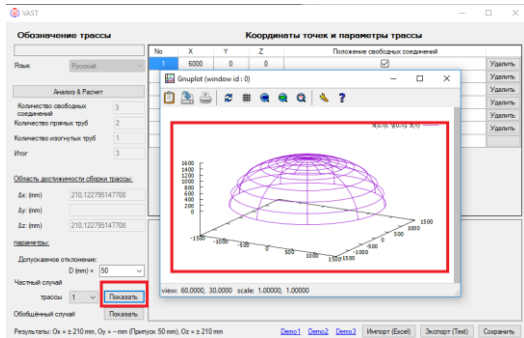 VAST
Обозначение трассы
Координаты точек и параметры трассы
No X Y Z Положение свободных соединений
1 6000 0 0 Удалить
Удалить
Удалить
Удалить
Удалить
Удалить
Язык Русский
Анализ & Расчет
Количество свободных соединений 3
Количество прямых труб 2
Количество изогнутых труб 1
Итог 3
Область достижимости сборки трассы:
Δx: (mm) 210,122795147708
Δy: (mm)
Δz: (mm) 210,122795147708
параметры:
Допускаемое отклонение:
D (mm) = 50
Частный случай
трассы 1 Показать
Обобщённый случай Показать
Gnuplot (window id : 0)
1600
1400
1200
1000
800
600
400
200
0
-1500 -1000 -500 0 500 1000 1500
-1500 -1000 -500 0 500 1000 1500
view: 60.0000, 30.0000 scale: 1.00000, 1.00000
Результаты: Ox = ± 210 mm, Oy = ~ mm (Припуск 50 mm); Oz = ± 210 mm
Demo1 Demo2 Demo3 Импорт (Excel) Экспорт (Text) Сохранить